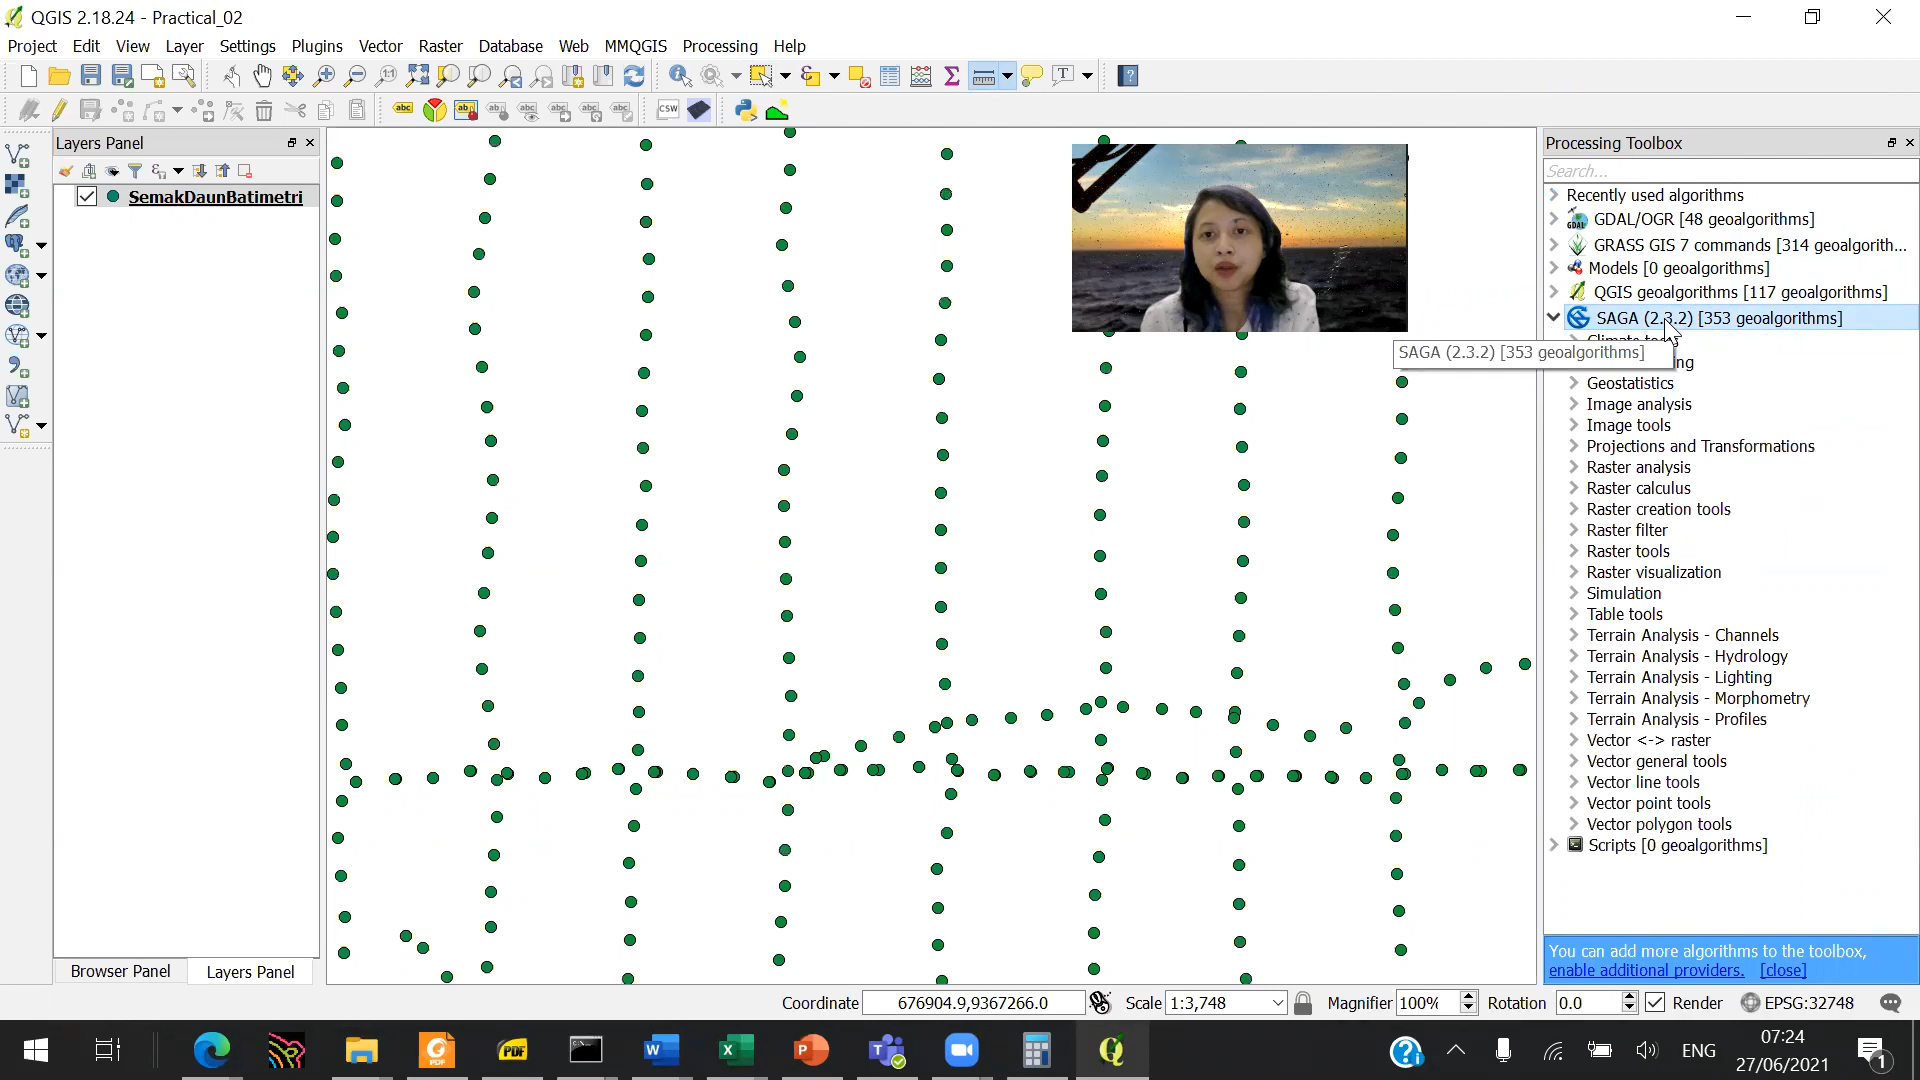 QGIS 2.18.24 - Practical_02
Project Edit View Layer Settings Plugins Vector Raster Database Web MMQGIS Processing Help
Layers Panel
SemakDaunBatimetri
Browser Panel
Layers Panel
Processing Toolbox
Search...
Recently used algorithms
GDAL/OGR [48 geoalgorithms]
GRASS GIS 7 commands [314 geoalgorith...
Models [0 geoalgorithms]
QGIS geoalgorithms [117 geoalgorithms]
SAGA (2.3.2) [353 geoalgorithms]
SAGA (2.3.2) [353 geoalgorithms]
Geostatistics
Image analysis
Image tools
Projections and Transformations
Raster analysis
Raster calculus
Raster creation tools
Raster filter
Raster tools
Raster visualization
Simulation
Table tools
Terrain Analysis - Channels
Terrain Analysis - Hydrology
Terrain Analysis - Lighting
Terrain Analysis - Morphometry
Terrain Analysis - Profiles
Vector <-> raster
Vector general tools
Vector line tools
Vector point tools
Vector polygon tools
Scripts [0 geoalgorithms]
You can add more algorithms to the toolbox,
enable additional providers. [close]
Coordinate 676904.9,9367266.0 Scale 1:3,748 Magnifier 100% Rotation 0.0 Render EPSG:32748
ENG
07:24
27/06/2021
1